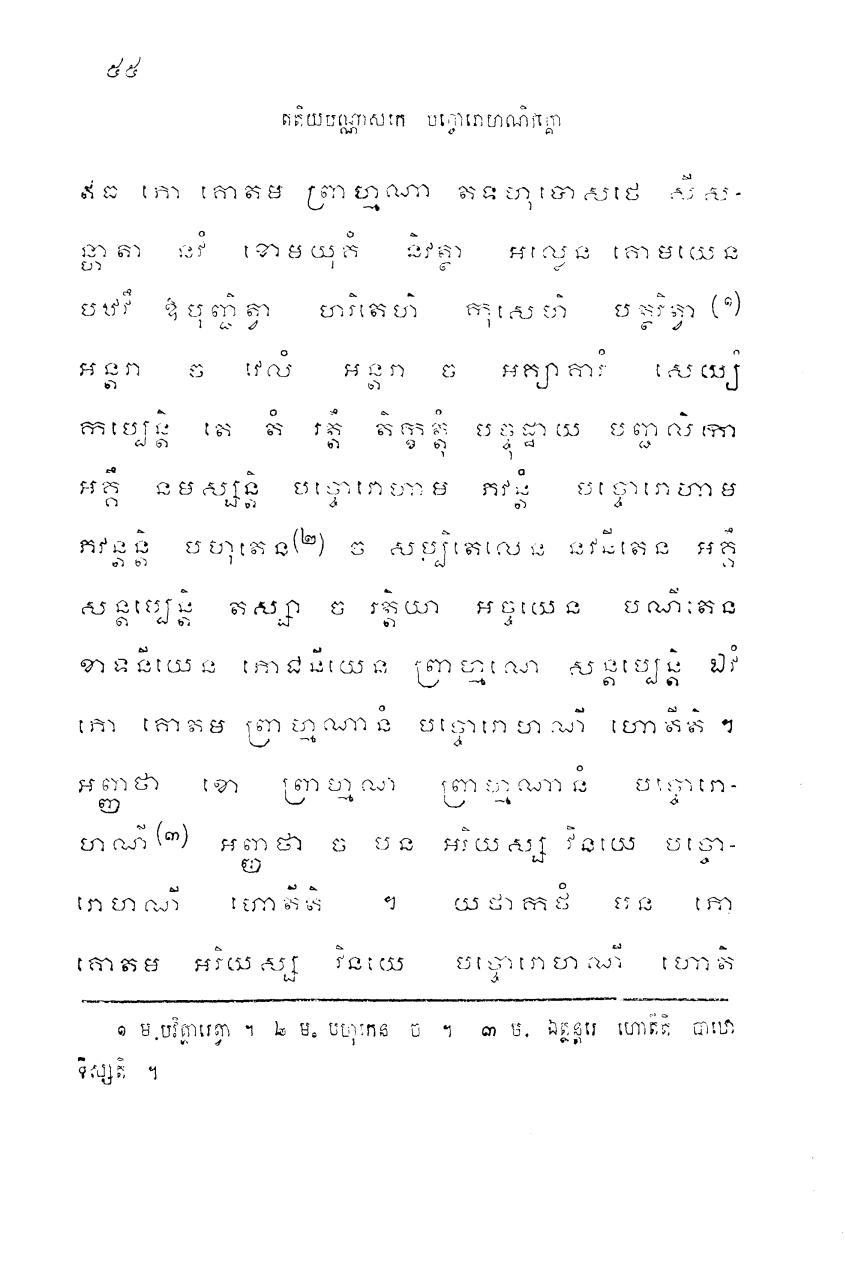 ៥៥
តតិយបណ្ណាសកេ បច្ចោរោហណិវគ្គោ
៩៨ ភោ គោតម ព្រាហ្មណា តទហុបោសថេ សីស-
ន្ហាតា នវំ ខោមយុគំ និវត្ថា អល្លេន គោមយេន
បឋវឹ ឱបុញ្ជិត្វា ហរិតេហិ កុសេហិ បត្ថរិត្វា (១)
អន្តរា ច វេលំ អន្តរា ច អគ្យាគារំ សេយ្យំ
កប្បេន្តិ តេ តំ រត្តឹ តិក្ខត្តុំ បច្ចុដ្ឋាយ បញ្ជលិកា
អគ្គឹ នមស្សន្តិ បច្ចោរោហាម ភវន្តំ បច្ចោរោហាម
ភវន្តន្តិ ពហុតេន(២) ច សប្បិតេលេន នវនីតេន អគ្គឹ
សន្តប្បេន្តិ តស្សា ច រត្តិយា អច្ចយេន បណីតេន
ខាទនីយេន ភោជនីយេន ព្រាហ្មណេ សន្តប្បេន្តិ ឯវំ
ភោ គោតម ព្រាហ្មណានំ បច្ចោរោហណី ហោតីតិ ។
អញ្ញថា ខោ ព្រាហ្មណ ព្រាហ្មណានំ បច្ចោរោ-
ហណី(៣) អញ្ញថា ច បន អរិយស្ស វិនយេ បច្ចោ-
រោហណី ហោតីតិ ។ យថាកថំ បន ភោ
គោតម អរិយស្ស វិនយេ បច្ចោរោហណី ហោតិ
១ ម.បវិត្ថារេត្វា ។ ២ ម. បហុកេន ច ។ ៣ ម. ឯត្ថន្តរេ ហោតីតិ បាឋោ
ទិស្សតិ ។